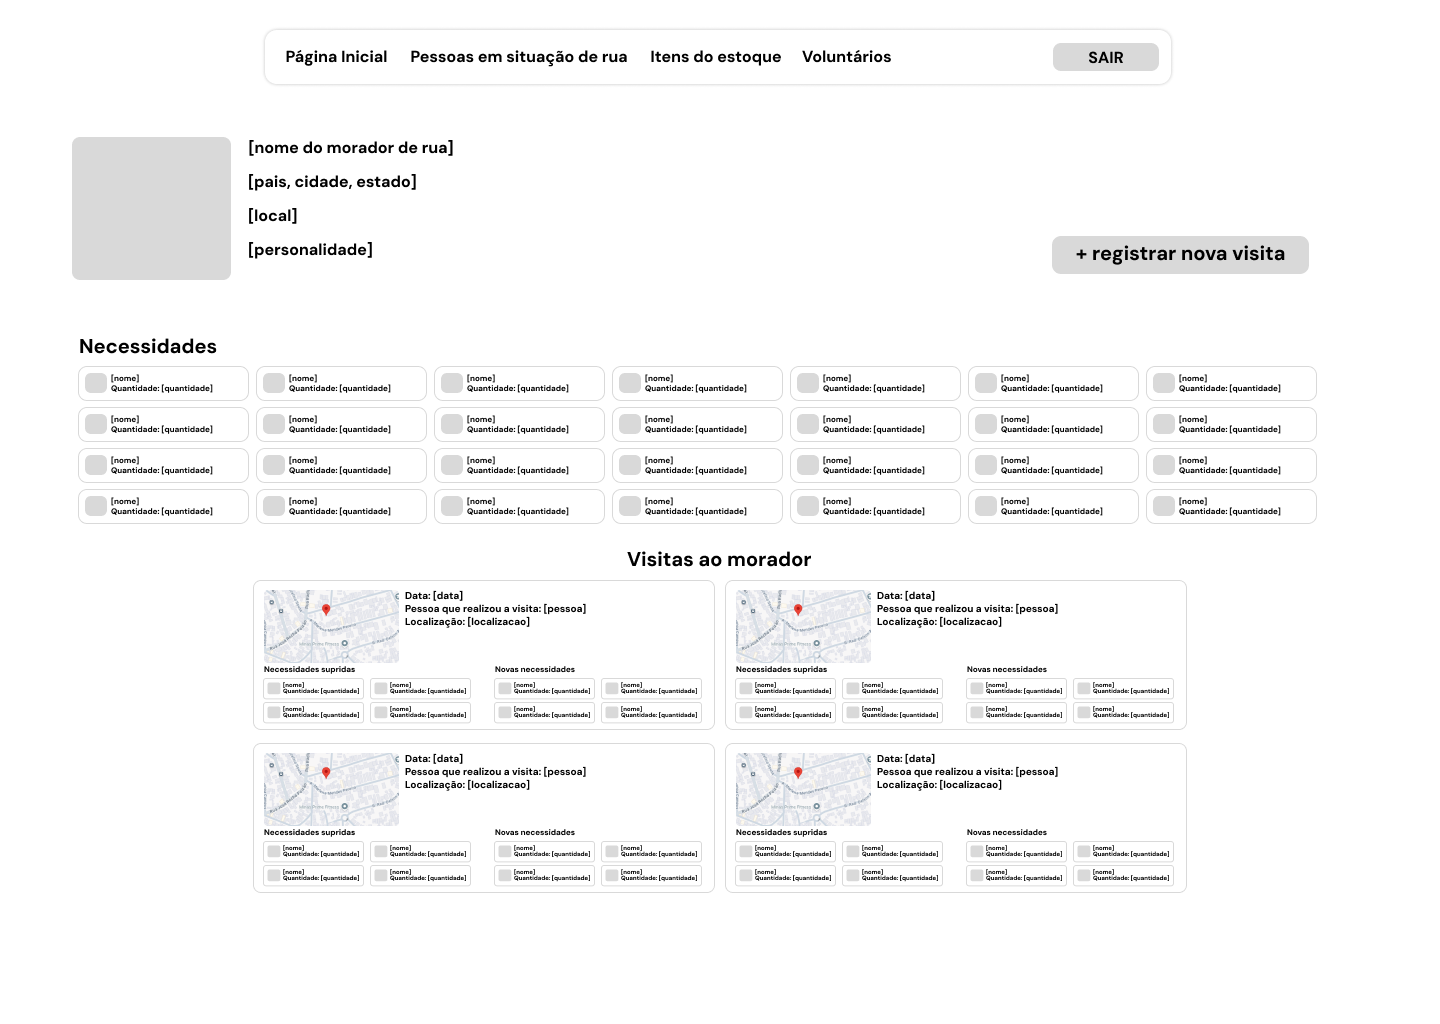 Página Inicial Pessoas em situação de rua Itens do estoque Voluntários SAIR
[nome do morador de rua]
[pais, cidade, estado]
[local]
[personalidade]
+ registrar nova visita
Necessidades
[nome] [nome] [nome] [nome] [nome] [nome] [nome]
Quantidade: [quantidade] Quantidade: [quantidade] Quantidade: [quantidade] Quantidade: [quantidade] Quantidade: [quantidade] Quantidade: [quantidade] Quantidade: [quantidade]
[nome] [nome] [nome] [nome] [nome] [nome] [nome]
Quantidade: [quantidade] Quantidade: [quantidade] Quantidade: [quantidade] Quantidade: [quantidade] Quantidade: [quantidade] Quantidade: [quantidade] Quantidade: [quantidade]
[nome] [nome] [nome] [nome] [nome] [nome] [nome]
Quantidade: [quantidade] Quantidade: [quantidade] Quantidade: [quantidade] Quantidade: [quantidade] Quantidade: [quantidade] Quantidade: [quantidade] Quantidade: [quantidade]
[nome] [nome] [nome] [nome] [nome] [nome] [nome]
Quantidade: [quantidade] Quantidade: [quantidade] Quantidade: [quantidade] Quantidade: [quantidade] Quantidade: [quantidade] Quantidade: [quantidade] Quantidade: [quantidade]
Visitas ao morador
Data: [data]
Pessoa que realizou a visita: [pessoa]
Localização: [localizacao]
Necessidades supridas Novas necessidades
[nome] [nome] [nome] [nome]
Quantidade: [quantidade] Quantidade: [quantidade] Quantidade: [quantidade] Quantidade: [quantidade]
[nome] [nome] [nome] [nome]
Quantidade: [quantidade] Quantidade: [quantidade] Quantidade: [quantidade] Quantidade: [quantidade]
Data: [data]
Pessoa que realizou a visita: [pessoa]
Localização: [localizacao]
Necessidades supridas Novas necessidades
[nome] [nome] [nome] [nome]
Quantidade: [quantidade] Quantidade: [quantidade] Quantidade: [quantidade] Quantidade: [quantidade]
[nome] [nome] [nome] [nome]
Quantidade: [quantidade] Quantidade: [quantidade] Quantidade: [quantidade] Quantidade: [quantidade]
Data: [data]
Pessoa que realizou a visita: [pessoa]
Localização: [localizacao]
Necessidades supridas Novas necessidades
[nome] [nome] [nome] [nome]
Quantidade: [quantidade] Quantidade: [quantidade] Quantidade: [quantidade] Quantidade: [quantidade]
[nome] [nome] [nome] [nome]
Quantidade: [quantidade] Quantidade: [quantidade] Quantidade: [quantidade] Quantidade: [quantidade]
Data: [data]
Pessoa que realizou a visita: [pessoa]
Localização: [localizacao]
Necessidades supridas Novas necessidades
[nome] [nome] [nome] [nome]
Quantidade: [quantidade] Quantidade: [quantidade] Quantidade: [quantidade] Quantidade: [quantidade]
[nome] [nome] [nome] [nome]
Quantidade: [quantidade] Quantidade: [quantidade] Quantidade: [quantidade] Quantidade: [quantidade]